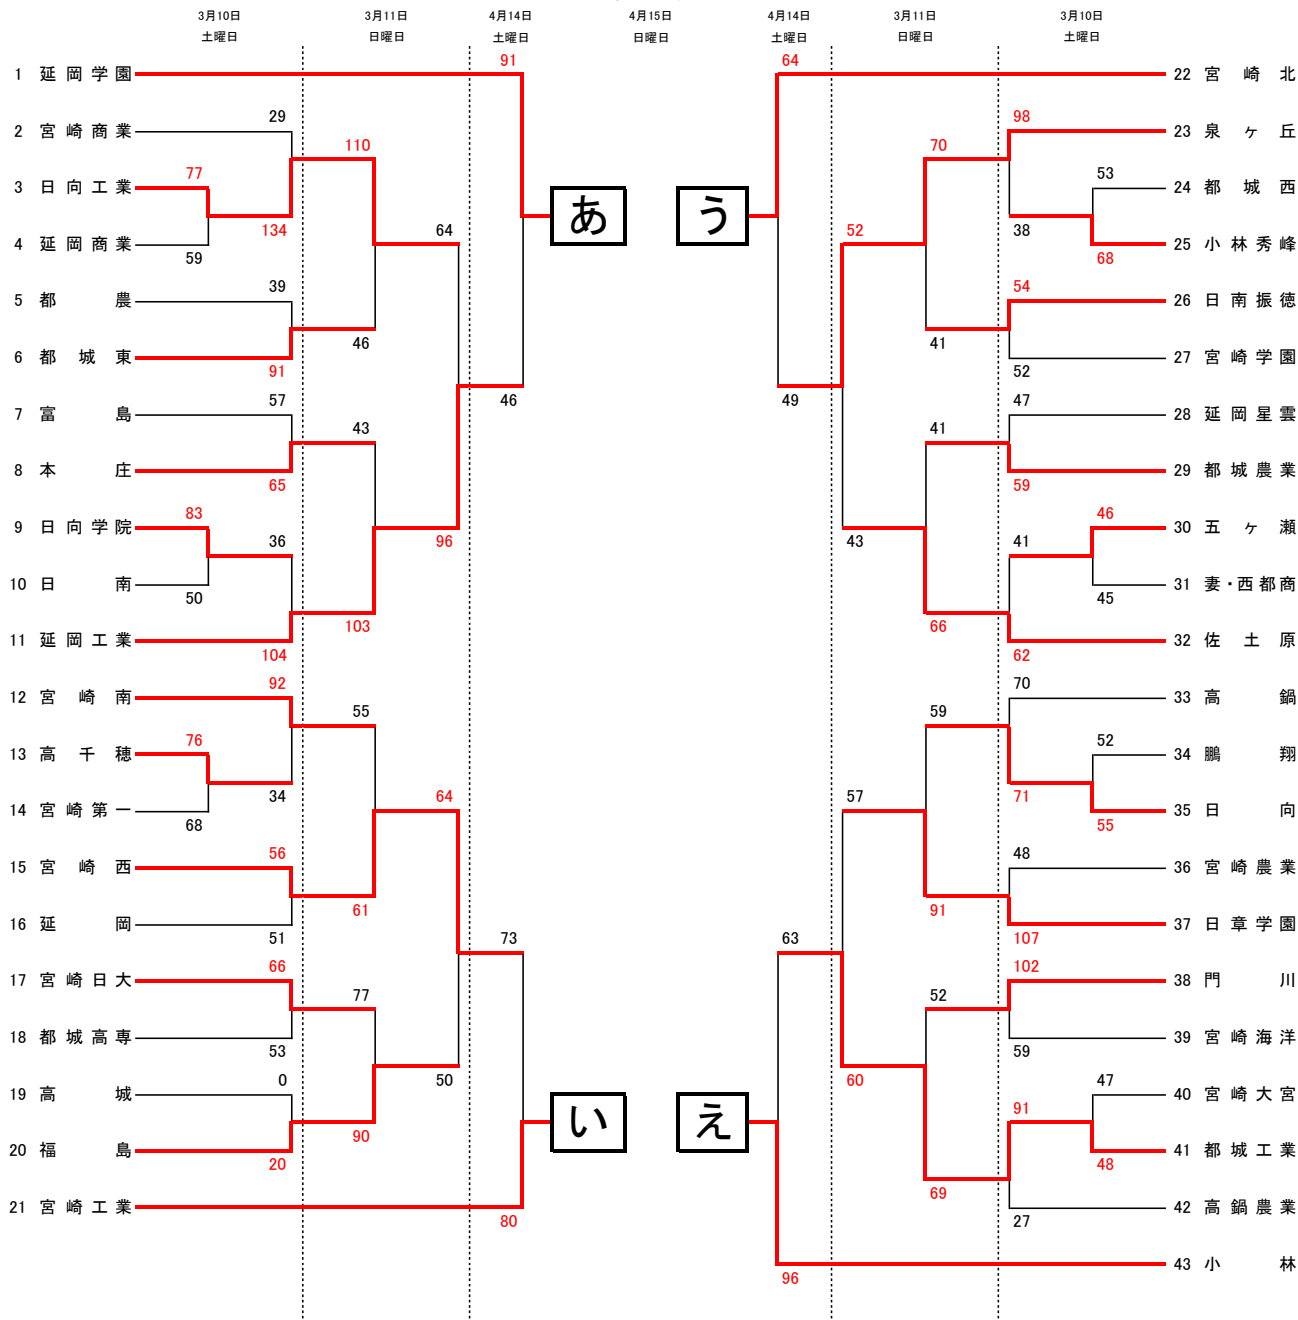 3月10日 3月11日 4月14日 4月15日 4月14日 3月11日 3月10日
土曜日 日曜日 土曜日 日曜日 土曜日 日曜日 土曜日
91 64
1 延岡学園 22 宮崎北
29 98
2 宮崎商業 23 泉ヶ丘
110 70
77 53
3 日向工業 24 都城西
あ う
134 64 52 38
4 延岡商業 25 小林秀峰
59 68
39 54
5 都農 26 日南振徳
46 41
6 都城東 27 宮崎学園
91 52
57 46 49 47
7 富島 28 延岡星雲
43 41
8 本庄 29 都城農業
65 59
83 46
9 日向学院 30 五ヶ瀬
36 96 43 41
10 日南 31 妻・西都商
50 45
103 66
11 延岡工業 32 佐土原
104 62
92 70
12 宮崎南 33 高鍋
55 59
76 52
13 高千穂 34 鵬翔
34 64 57 71
14 宮崎第一 35 日向
68 55
56 48
15 宮崎西 36 宮崎農業
61 91
16 延岡 37 日章学園
51 73 63 107
66 102
17 宮崎日大 38 門川
77 52
18 都城高専 39 宮崎海洋
53 59
0 50 60 47
19 高城 40 宮崎大宮
91
い え
90
20 福島 41 都城工業
20 48
69
21 宮崎工業 42 高鍋農業
80 27
43 小林
96